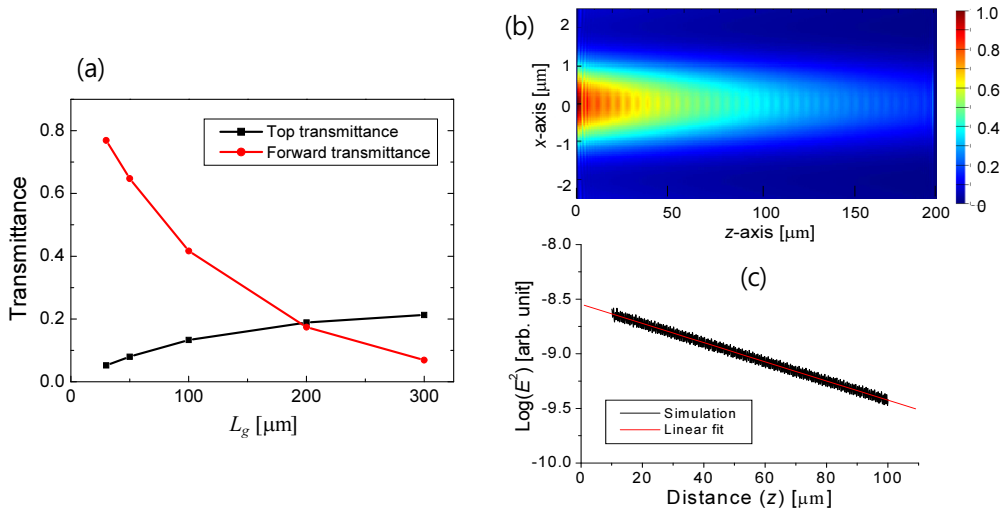 (a)
Transmittance
0.8
0.6
0.4
0.2
0.0
Top transmittance
Forward transmittance
0 100 200 300
L_g [μm]
(b)
x-axis [μm]
2
1
0
-1
-2
0 50 100 150 200
z-axis [μm]
1.0
0.8
0.6
0.4
0.2
0
(c)
Log(E²) [arb. unit]
-8.0
-8.5
-9.0
-9.5
-10.0
Simulation
Linear fit
0 20 40 60 80 100
Distance (z) [μm]